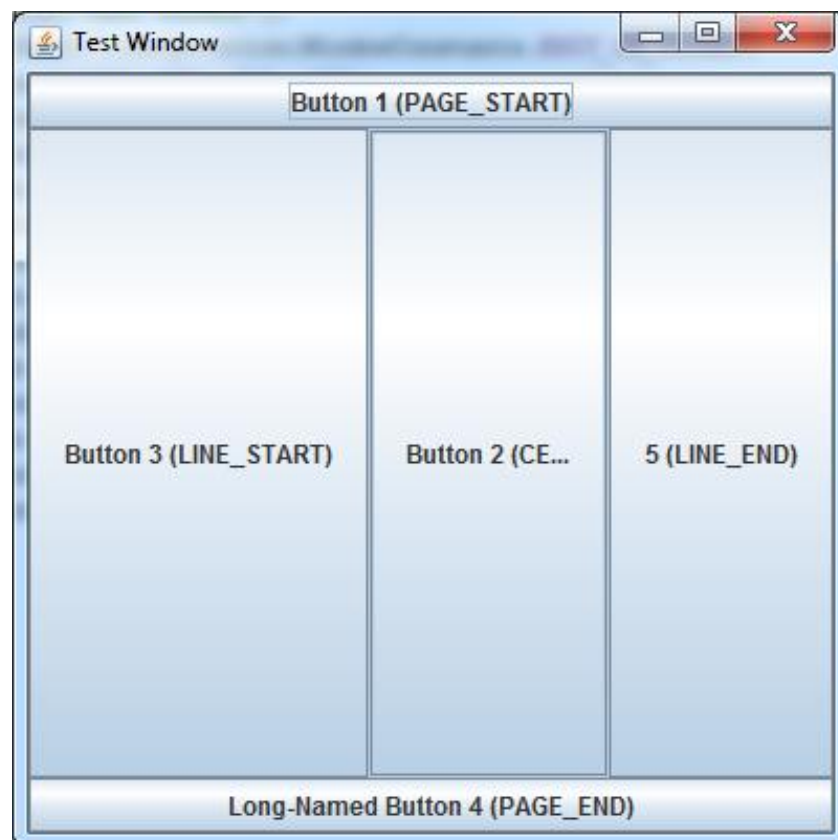 Test Window
Button 1 (PAGE_START)
Button 3 (LINE_START)
Button 2 (CE...
5 (LINE_END)
Long-Named Button 4 (PAGE_END)